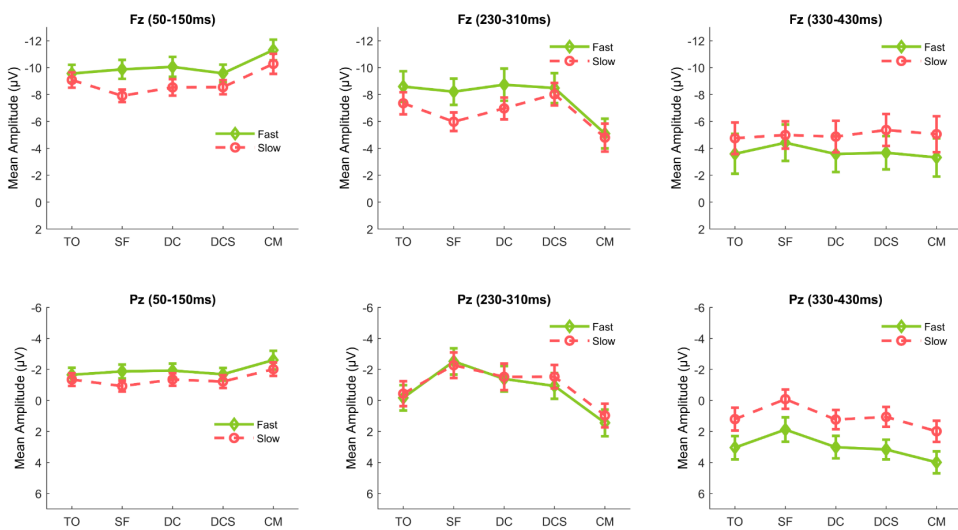 Fz (50-150ms)
Mean Amplitude (µV)
-12
-10
-8
-6
-4
-2
0
2
TO SF DC DCS CM
Fast
Slow
Fz (230-310ms)
Mean Amplitude (µV)
-12
-10
-8
-6
-4
-2
0
2
TO SF DC DCS CM
Fast
Slow
Fz (330-430ms)
Mean Amplitude (µV)
-12
-10
-8
-6
-4
-2
0
2
TO SF DC DCS CM
Fast
Slow
Pz (50-150ms)
Mean Amplitude (µV)
-6
-4
-2
0
2
4
6
TO SF DC DCS CM
Fast
Slow
Pz (230-310ms)
Mean Amplitude (µV)
-6
-4
-2
0
2
4
6
TO SF DC DCS CM
Fast
Slow
Pz (330-430ms)
Mean Amplitude (µV)
-6
-4
-2
0
2
4
6
TO SF DC DCS CM
Fast
Slow